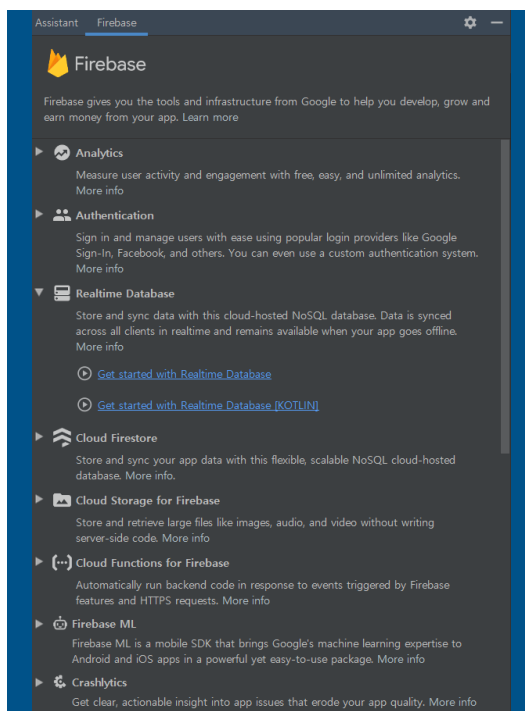 Assistant Firebase
Firebase
Firebase gives you the tools and infrastructure from Google to help you develop, grow and
earn money from your app. Learn more
Analytics
Measure user activity and engagement with free, easy, and unlimited analytics.
More info
Authentication
Sign in and manage users with ease using popular login providers like Google
Sign-In, Facebook, and others. You can even use a custom authentication system.
More info
Realtime Database
Store and sync data with this cloud-hosted NoSQL database. Data is synced
across all clients in realtime and remains available when your app goes offline.
More info
Get started with Realtime Database
Get started with Realtime Database [KOTLIN]
Cloud Firestore
Store and sync your app data with this flexible, scalable NoSQL cloud-hosted
database. More info.
Cloud Storage for Firebase
Store and retrieve large files like images, audio, and video without writing
server-side code. More info
Cloud Functions for Firebase
Automatically run backend code in response to events triggered by Firebase
features and HTTPS requests. More info
Firebase ML
Firebase ML is a mobile SDK that brings Google's machine learning expertise to
Android and iOS apps in a powerful yet easy-to-use package. More info
Crashlytics
Get clear, actionable insight into app issues that erode your app quality. More info